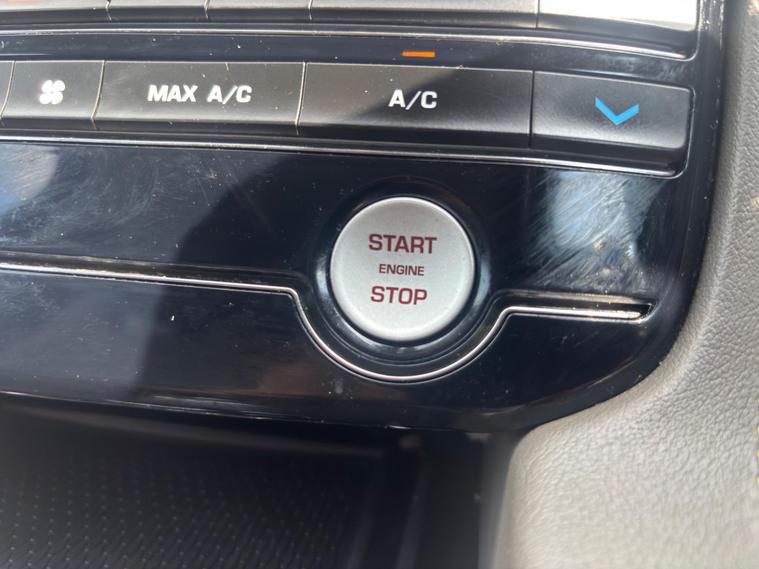 MAX A/C
A/C
START
ENGINE
STOP